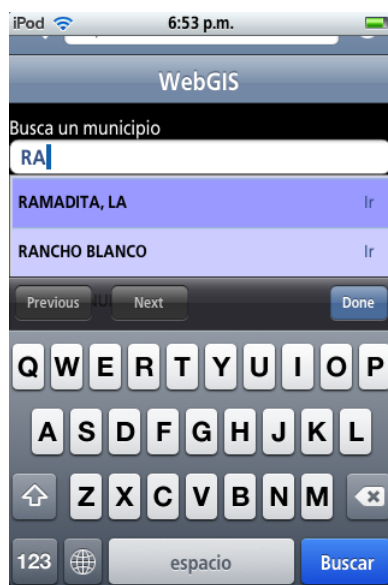 iPod 6:53 p.m.
WebGIS
Busca un municipio
RA
RAMADITA, LA Ir
RANCHO BLANCO Ir
Previous Next Done
Q W E R T Y U I O P
A S D F G H J K L
Z X C V B N M
123 espacio Buscar